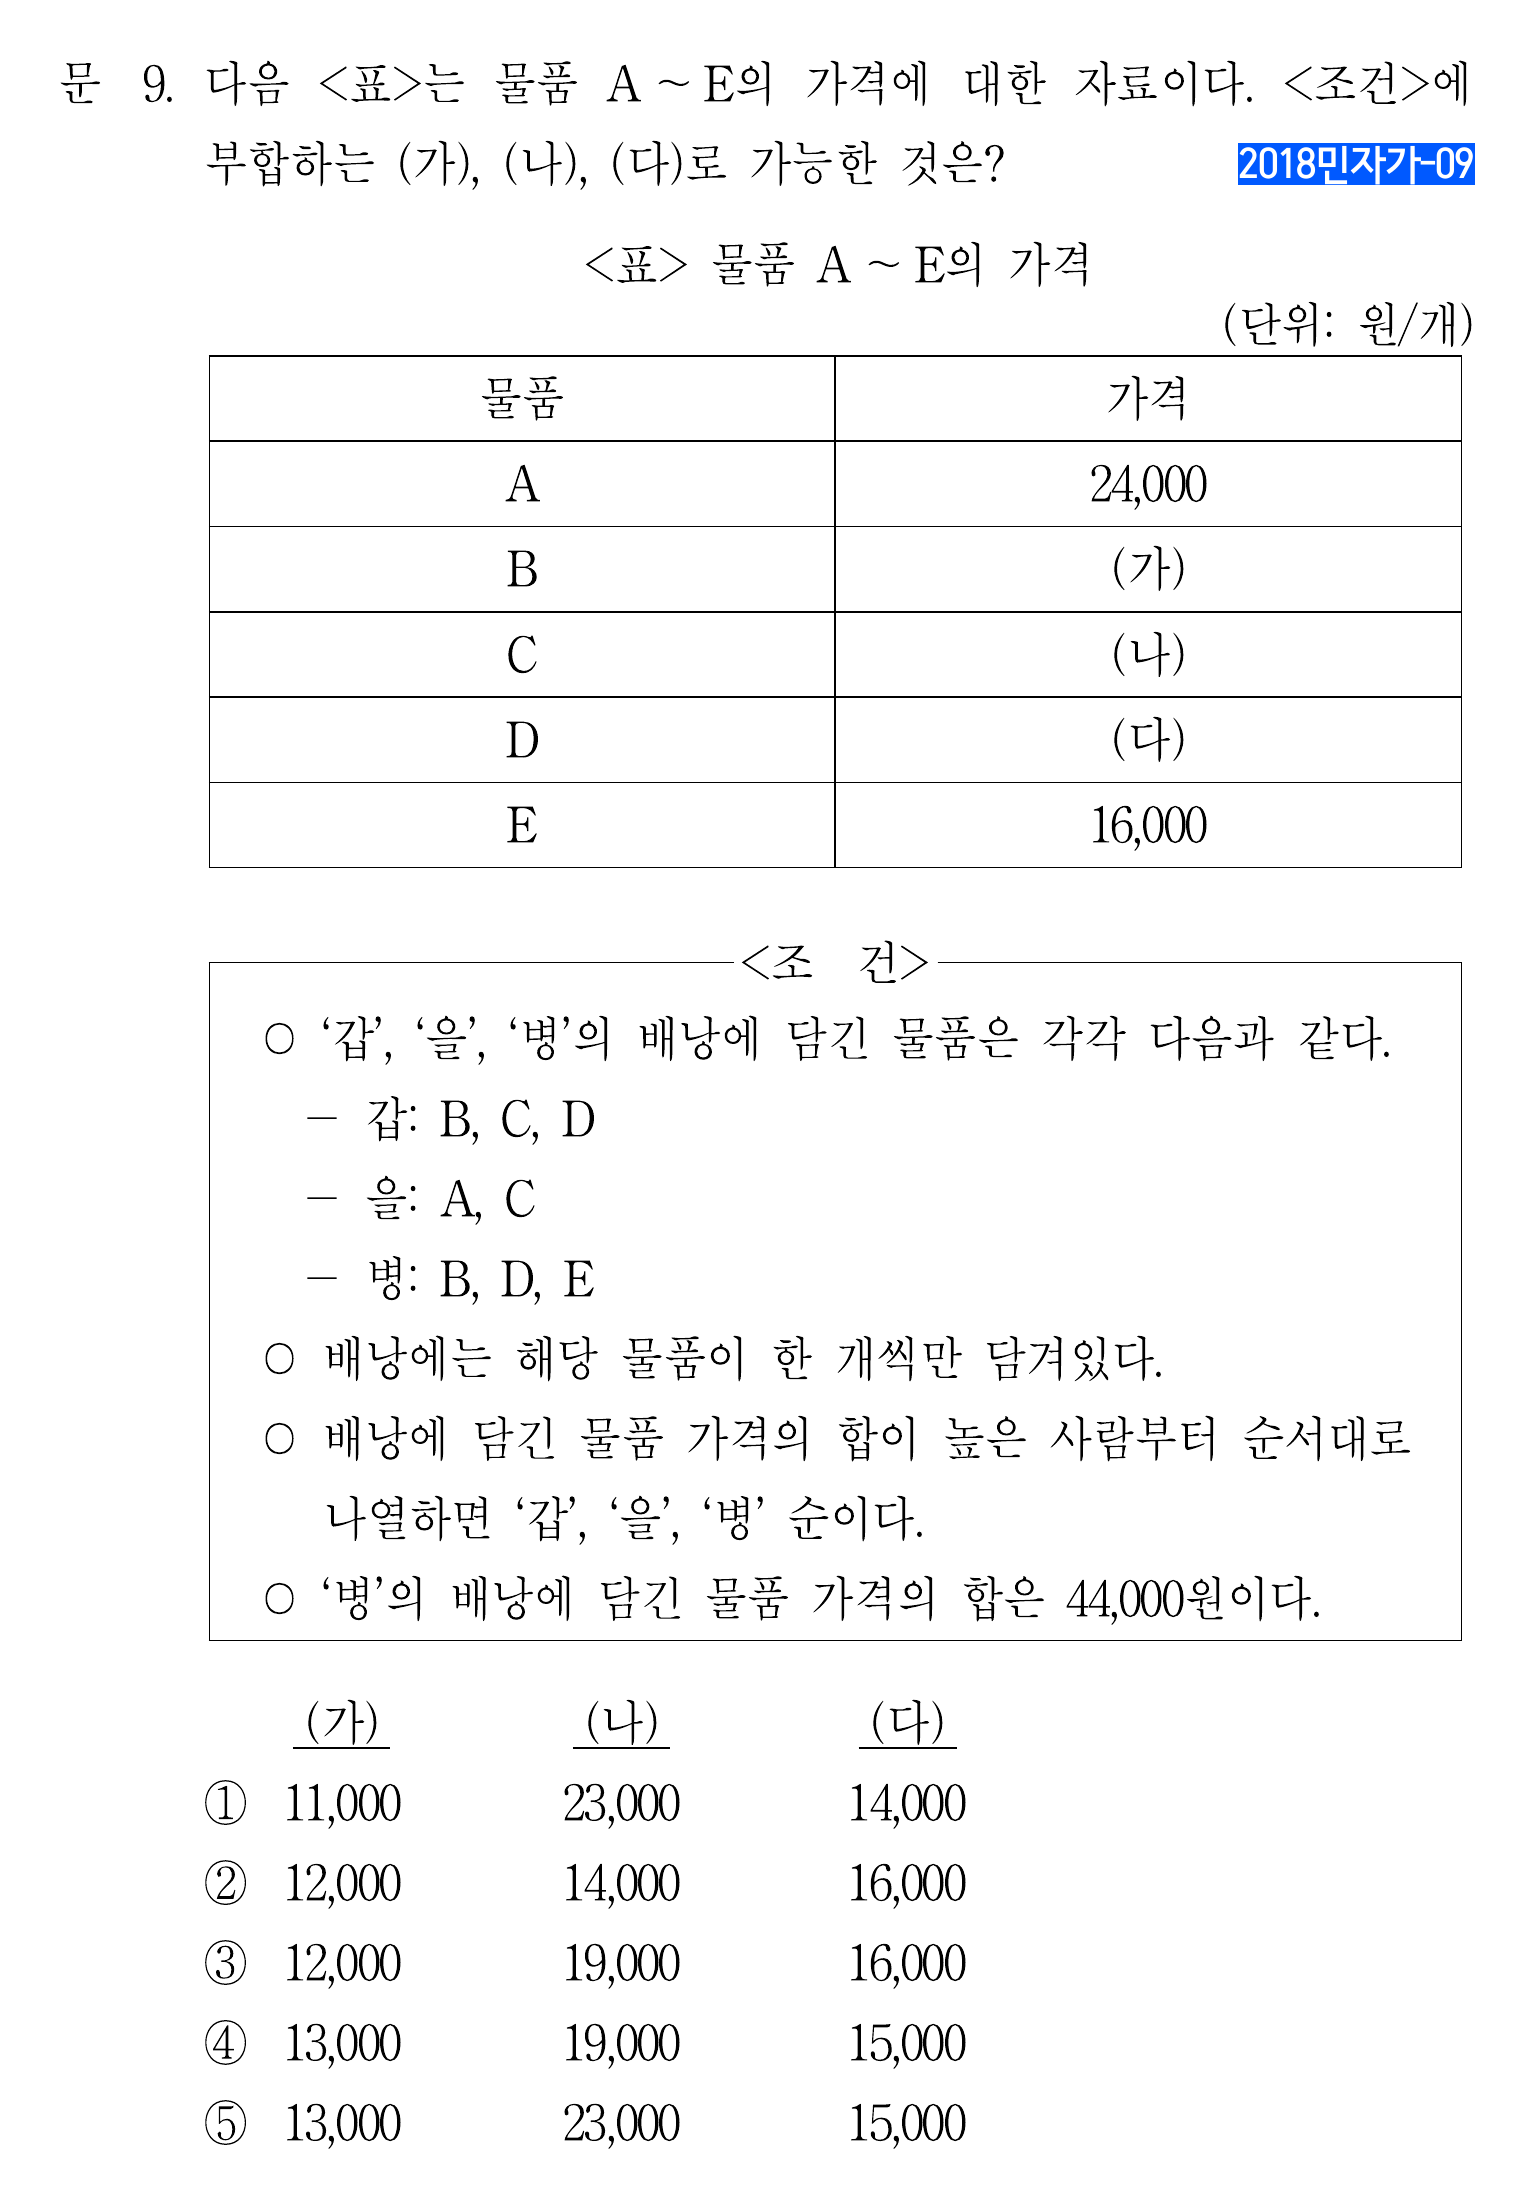 문 9. 다음 <표>는 물품 A ~ E의 가격에 대한 자료이다. <조건>에
부합하는 (가), (나), (다)로 가능한 것은?
2018민자가-09
<표> 물품 A ~ E의 가격
(단위: 원/개)
물품 가격
A 24,000
B (가)
C (나)
D (다)
E 16,000
<조 건>
○ ‘갑’, ‘을’, ‘병’의 배낭에 담긴 물품은 각각 다음과 같다.
－ 갑: B, C, D
－ 을: A, C
－ 병: B, D, E
○ 배낭에는 해당 물품이 한 개씩만 담겨있다.
○ 배낭에 담긴 물품 가격의 합이 높은 사람부터 순서대로
나열하면 ‘갑’, ‘을’, ‘병’ 순이다.
○ ‘병’의 배낭에 담긴 물품 가격의 합은 44,000원이다.
(가) (나) (다)
① 11,000 23,000 14,000
② 12,000 14,000 16,000
③ 12,000 19,000 16,000
④ 13,000 19,000 15,000
⑤ 13,000 23,000 15,000